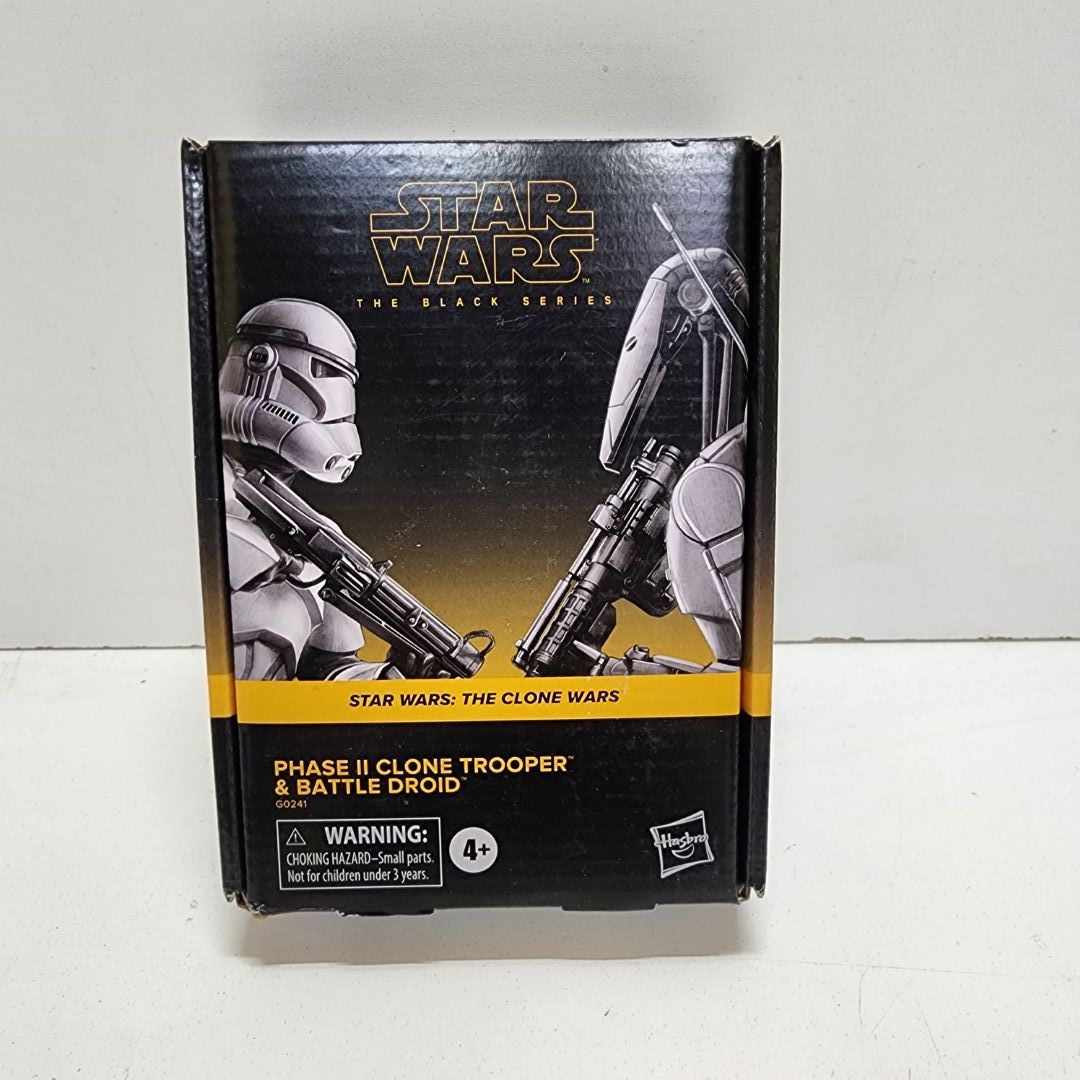 STAR
WARS™
THE BLACK SERIES
STAR WARS: THE CLONE WARS
PHASE II CLONE TROOPER™
& BATTLE DROID™
G0241
⚠ WARNING:
CHOKING HAZARD–Small parts.
Not for children under 3 years.
4+
Hasbro